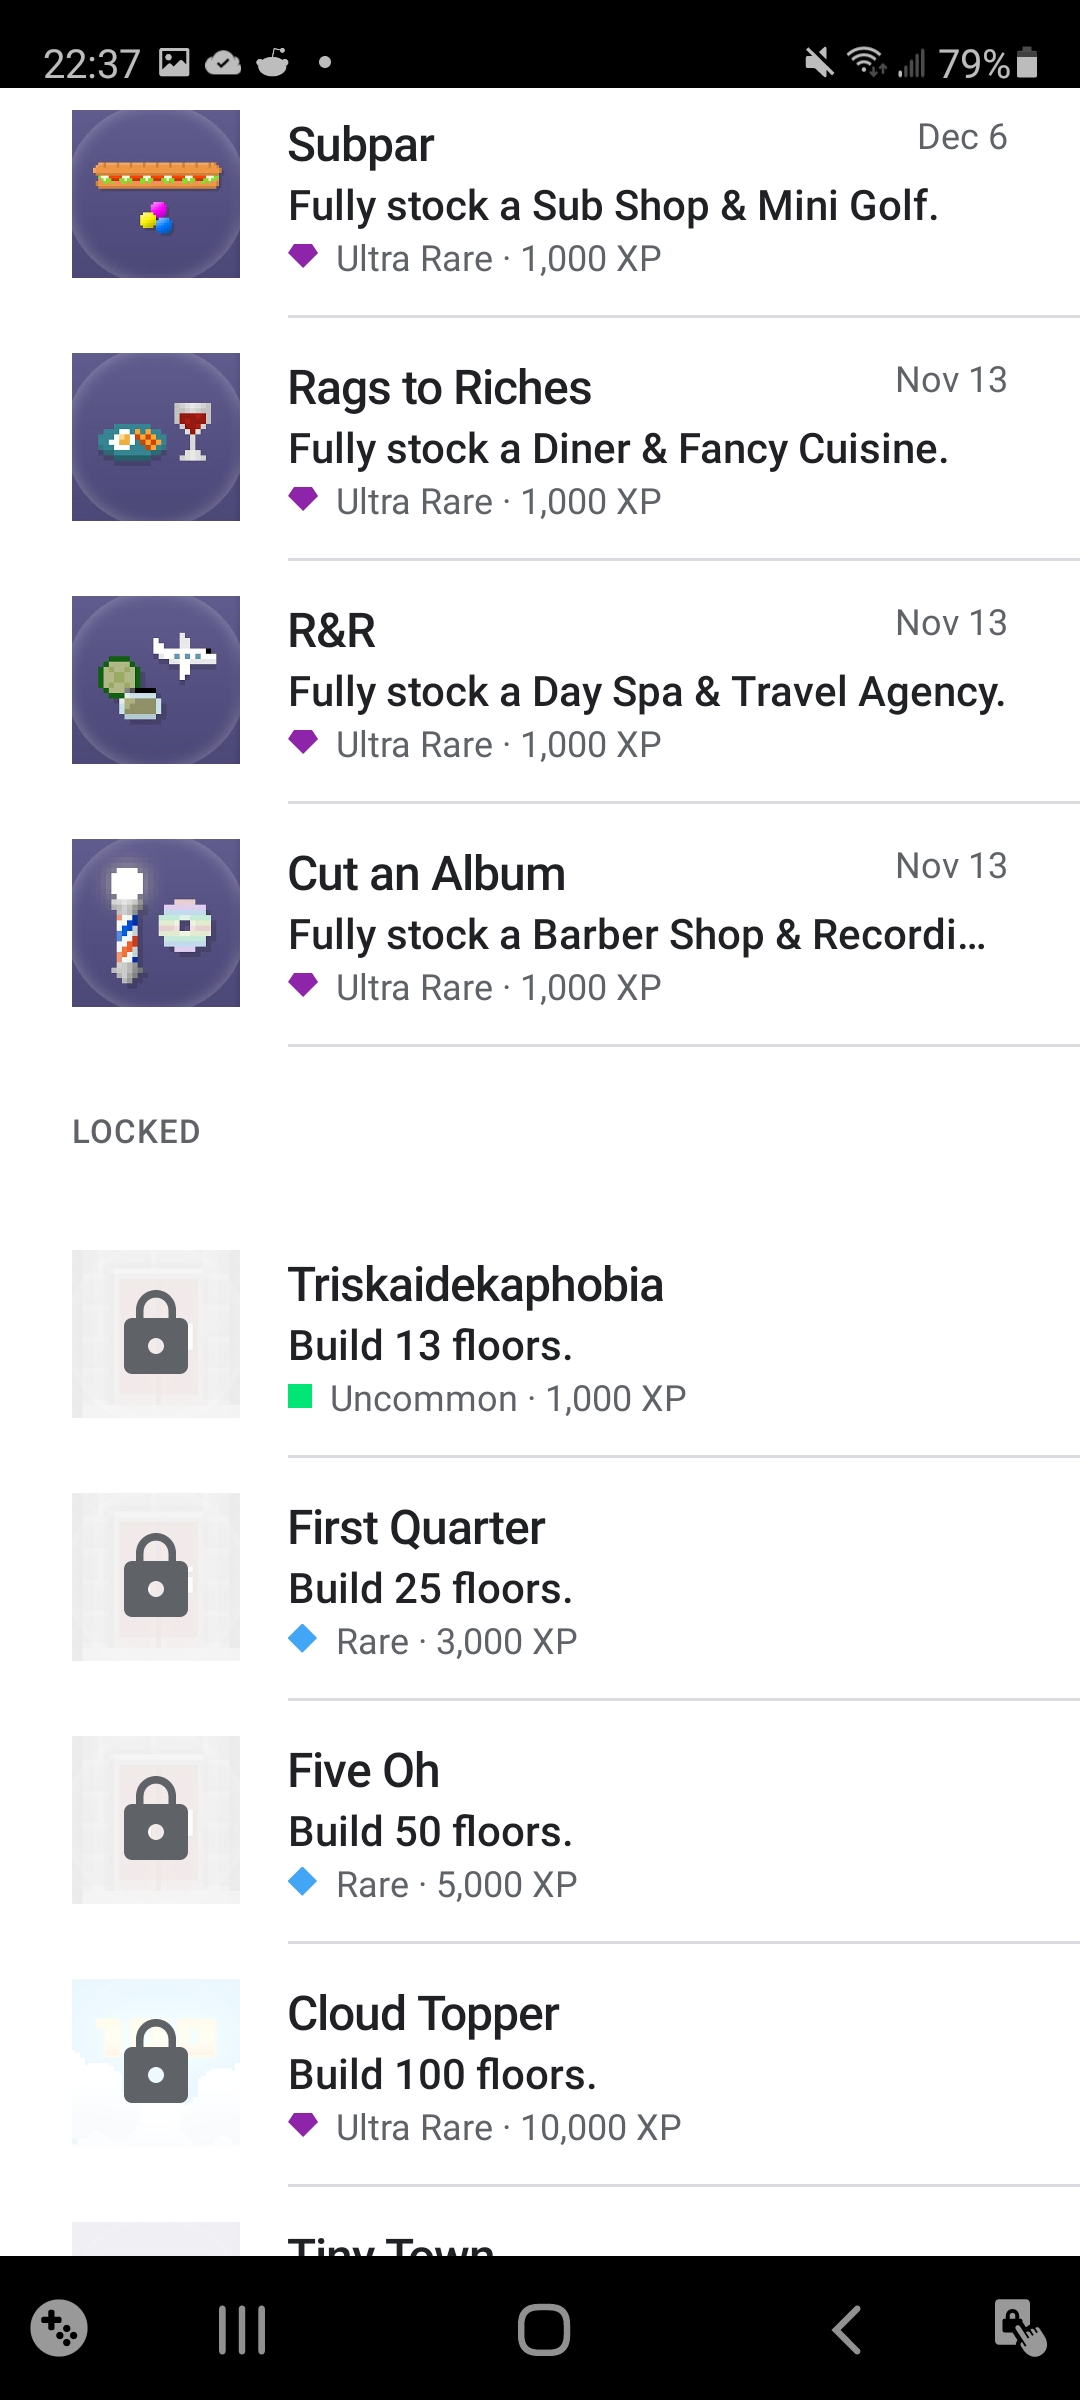 22:37
79%
Subpar
Dec 6
Fully stock a Sub Shop & Mini Golf.
Ultra Rare · 1,000 XP
Rags to Riches
Nov 13
Fully stock a Diner & Fancy Cuisine.
Ultra Rare · 1,000 XP
R&R
Nov 13
Fully stock a Day Spa & Travel Agency.
Ultra Rare · 1,000 XP
Cut an Album
Nov 13
Fully stock a Barber Shop & Recordi...
Ultra Rare · 1,000 XP
LOCKED
Triskaidekaphobia
Build 13 floors.
Uncommon · 1,000 XP
First Quarter
Build 25 floors.
Rare · 3,000 XP
Five Oh
Build 50 floors.
Rare · 5,000 XP
Cloud Topper
Build 100 floors.
Ultra Rare · 10,000 XP
Tiny Town